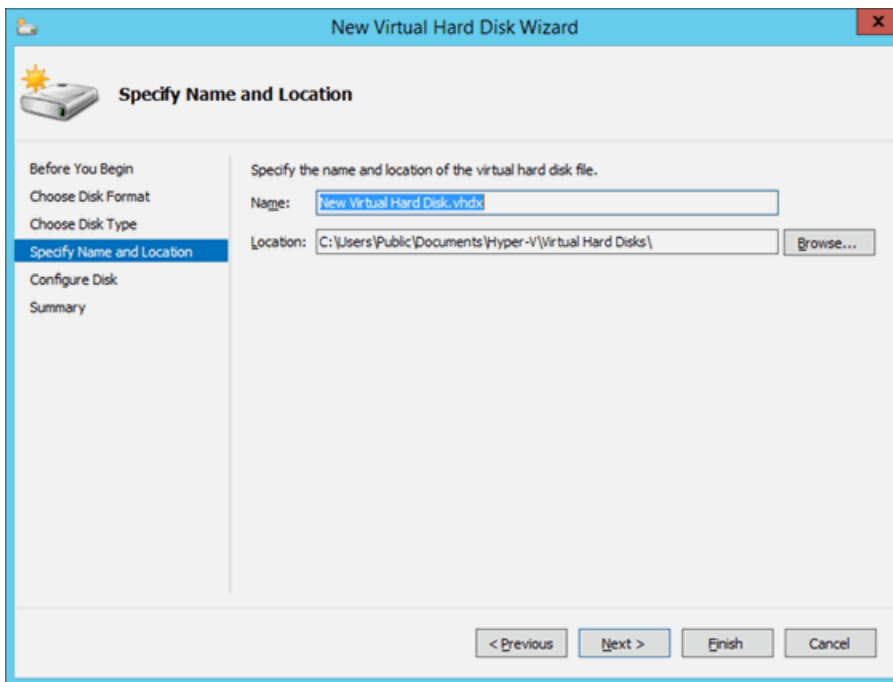 New Virtual Hard Disk Wizard
x
Specify Name and Location
Before You Begin
Choose Disk Format
Choose Disk Type
Specify Name and Location
Configure Disk
Summary
Specify the name and location of the virtual hard disk file.
Name: New Virtual Hard Disk.vhdx
Location: C:\Users\Public\Documents\Hyper-V\Virtual Hard Disks\ Browse...
< Previous Next > Finish Cancel